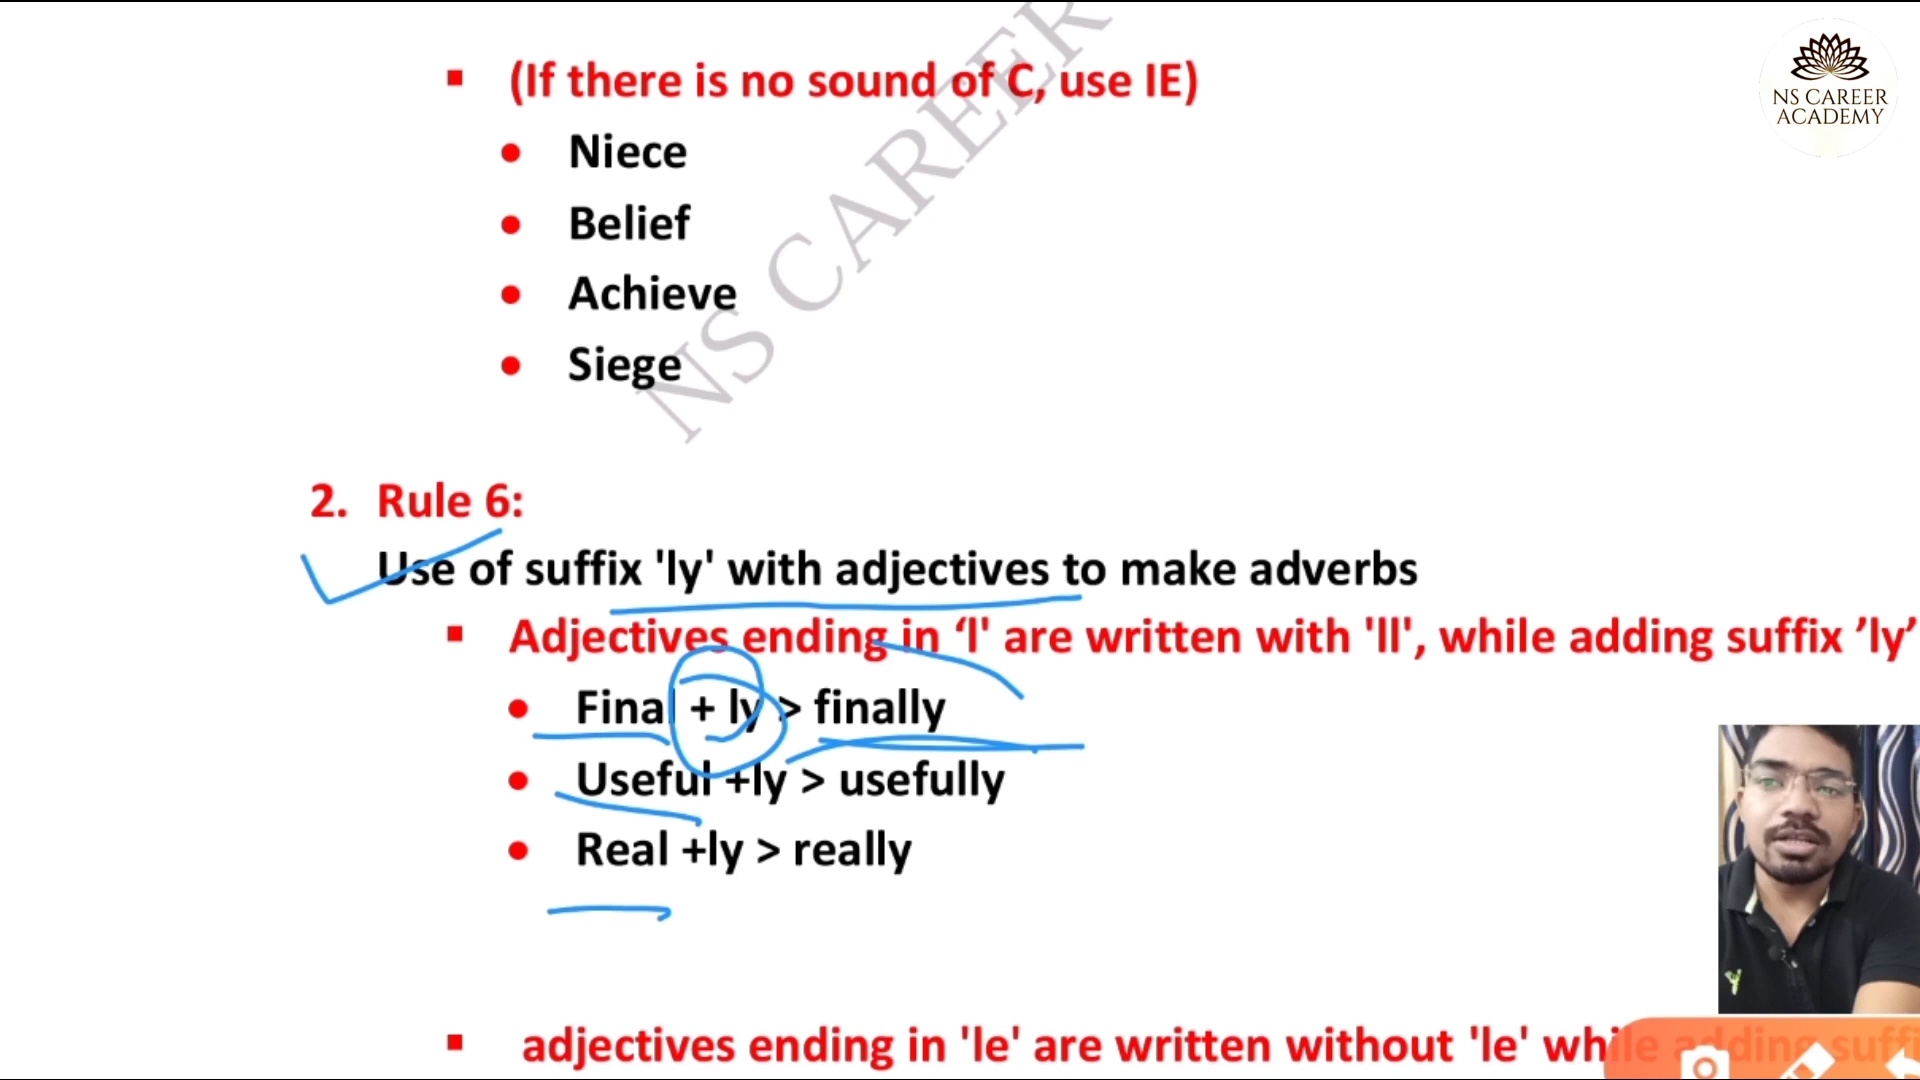 NS CAREER
ACADEMY
(If there is no sound of C, use IE)
Niece
Belief
Achieve
Siege
NS CAREER
2. Rule 6:
Use of suffix 'ly' with adjectives to make adverbs
Adjectives ending in ‘l' are written with 'll', while adding suffix ’ly’
Final + ly > finally
Useful +ly > usefully
Real +ly > really
adjectives ending in 'le' are written without 'le' while adding suffi